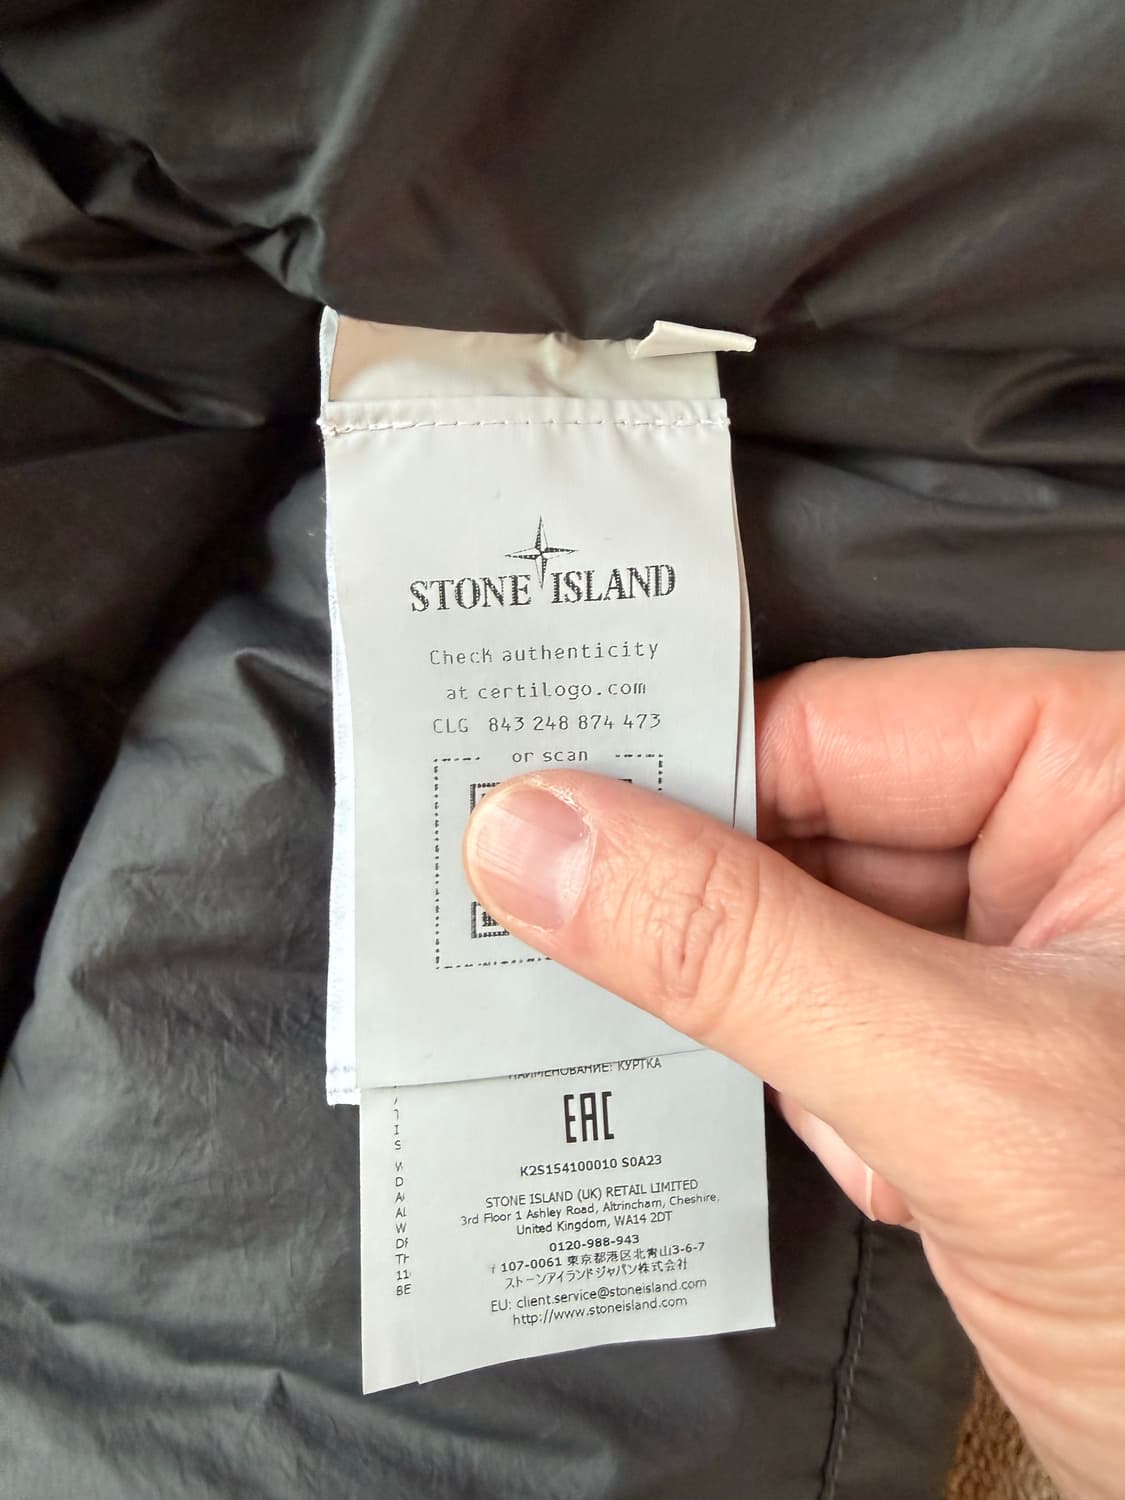 STONE ISLAND
Check authenticity
at certilogo.com
CLG 843 248 874 473
or scan
НАИМЕНОВАНИЕ: КУРТКА
EAC
K2S154100010 S0A23
STONE ISLAND (UK) RETAIL LIMITED
3rd Floor 1 Ashley Road, Altrincham, Cheshire,
United Kingdom, WA14 2DT
0120-988-943
〒107-0061 東京都港区北青山3-6-7
ストーンアイランドジャパン株式会社
EU: client.service@stoneisland.com
http://www.stoneisland.com